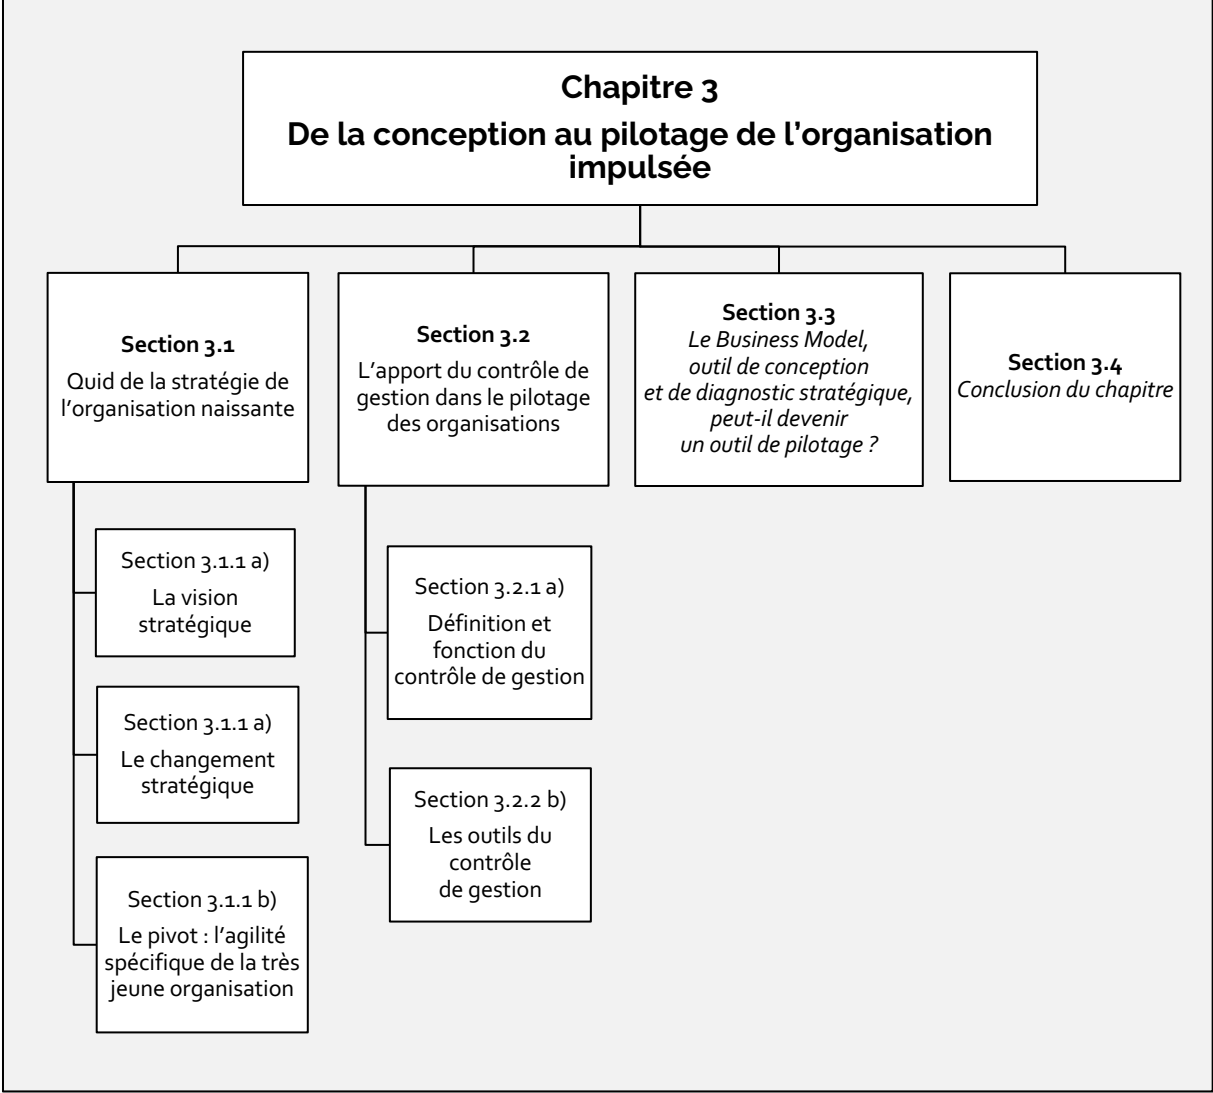 Chapitre 3
De la conception au pilotage de l’organisation
impulsée
Section 3.1
Quid de la stratégie de
l’organisation naissante
Section 3.1.1 a)
La vision
stratégique
Section 3.1.1 a)
Le changement
stratégique
Section 3.1.1 b)
Le pivot : l’agilité
spécifique de la très
jeune organisation
Section 3.2
L’apport du contrôle de
gestion dans le pilotage
des organisations
Section 3.2.1 a)
Définition et
fonction du
contrôle de gestion
Section 3.2.2 b)
Les outils du
contrôle
de gestion
Section 3.3
Le Business Model,
outil de conception
et de diagnostic stratégique,
peut-il devenir
un outil de pilotage ?
Section 3.4
Conclusion du chapitre